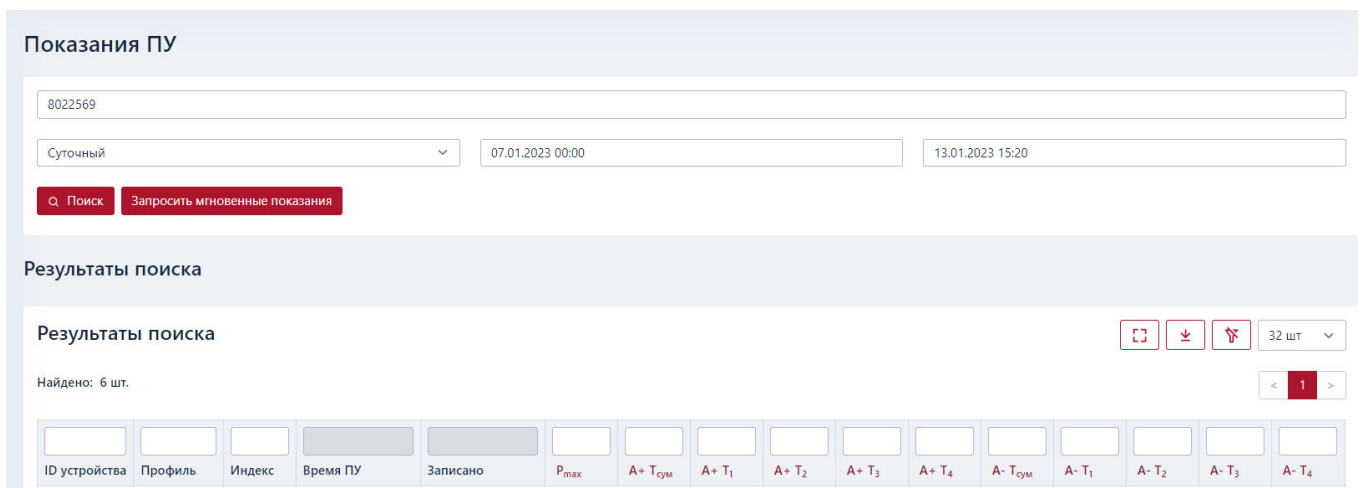 Показания ПУ
8022569
Суточный 07.01.2023 00:00 13.01.2023 15:20
Поиск Запросить мгновенные показания
Результаты поиска
Результаты поиска 32 шт
Найдено: 6 шт. < 1 >
ID устройства Профиль Индекс Время ПУ Записано Pmax A+ Tсум A+ T1 A+ T2 A+ T3 A+ T4 A- Tсум A- T1 A- T2 A- T3 A- T4